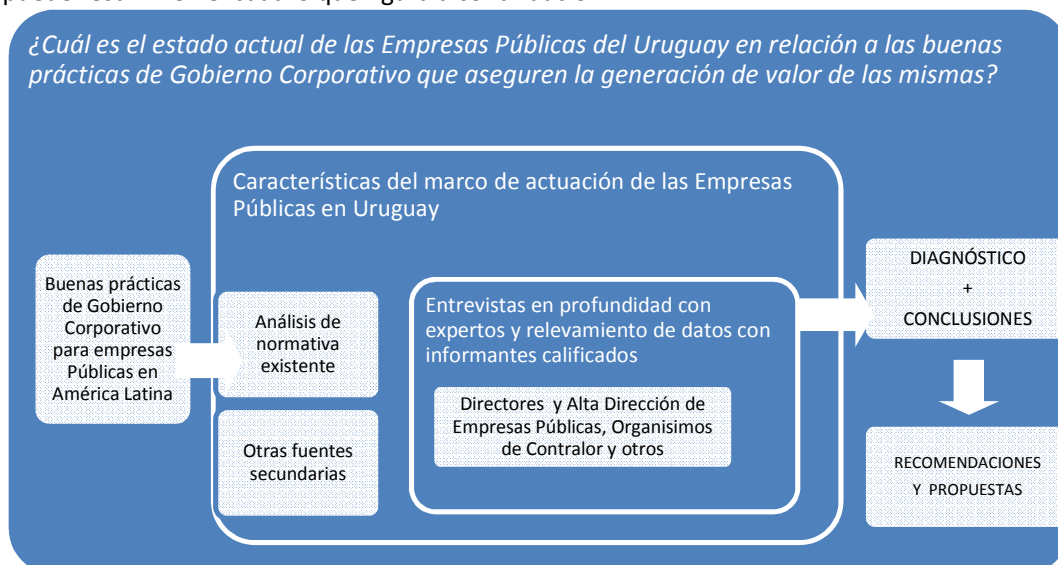 ¿Cuál es el estado actual de las Empresas Públicas del Uruguay en relación a las buenas
prácticas de Gobierno Corporativo que aseguren la generación de valor de las mismas?
Características del marco de actuación de las Empresas
Públicas en Uruguay
Buenas prácticas
de Gobierno
Corporativo
para empresas
Públicas en
América Latina
Análisis de
normativa
existente
Otras fuentes
secundarias
Entrevistas en profundidad con
expertos y relevamiento de datos con
informantes calificados
Directores y Alta Dirección de
Empresas Públicas, Organisimos
de Contralor y otros
DIAGNÓSTICO
+
CONCLUSIONES
RECOMENDACIONES
Y PROPUESTAS